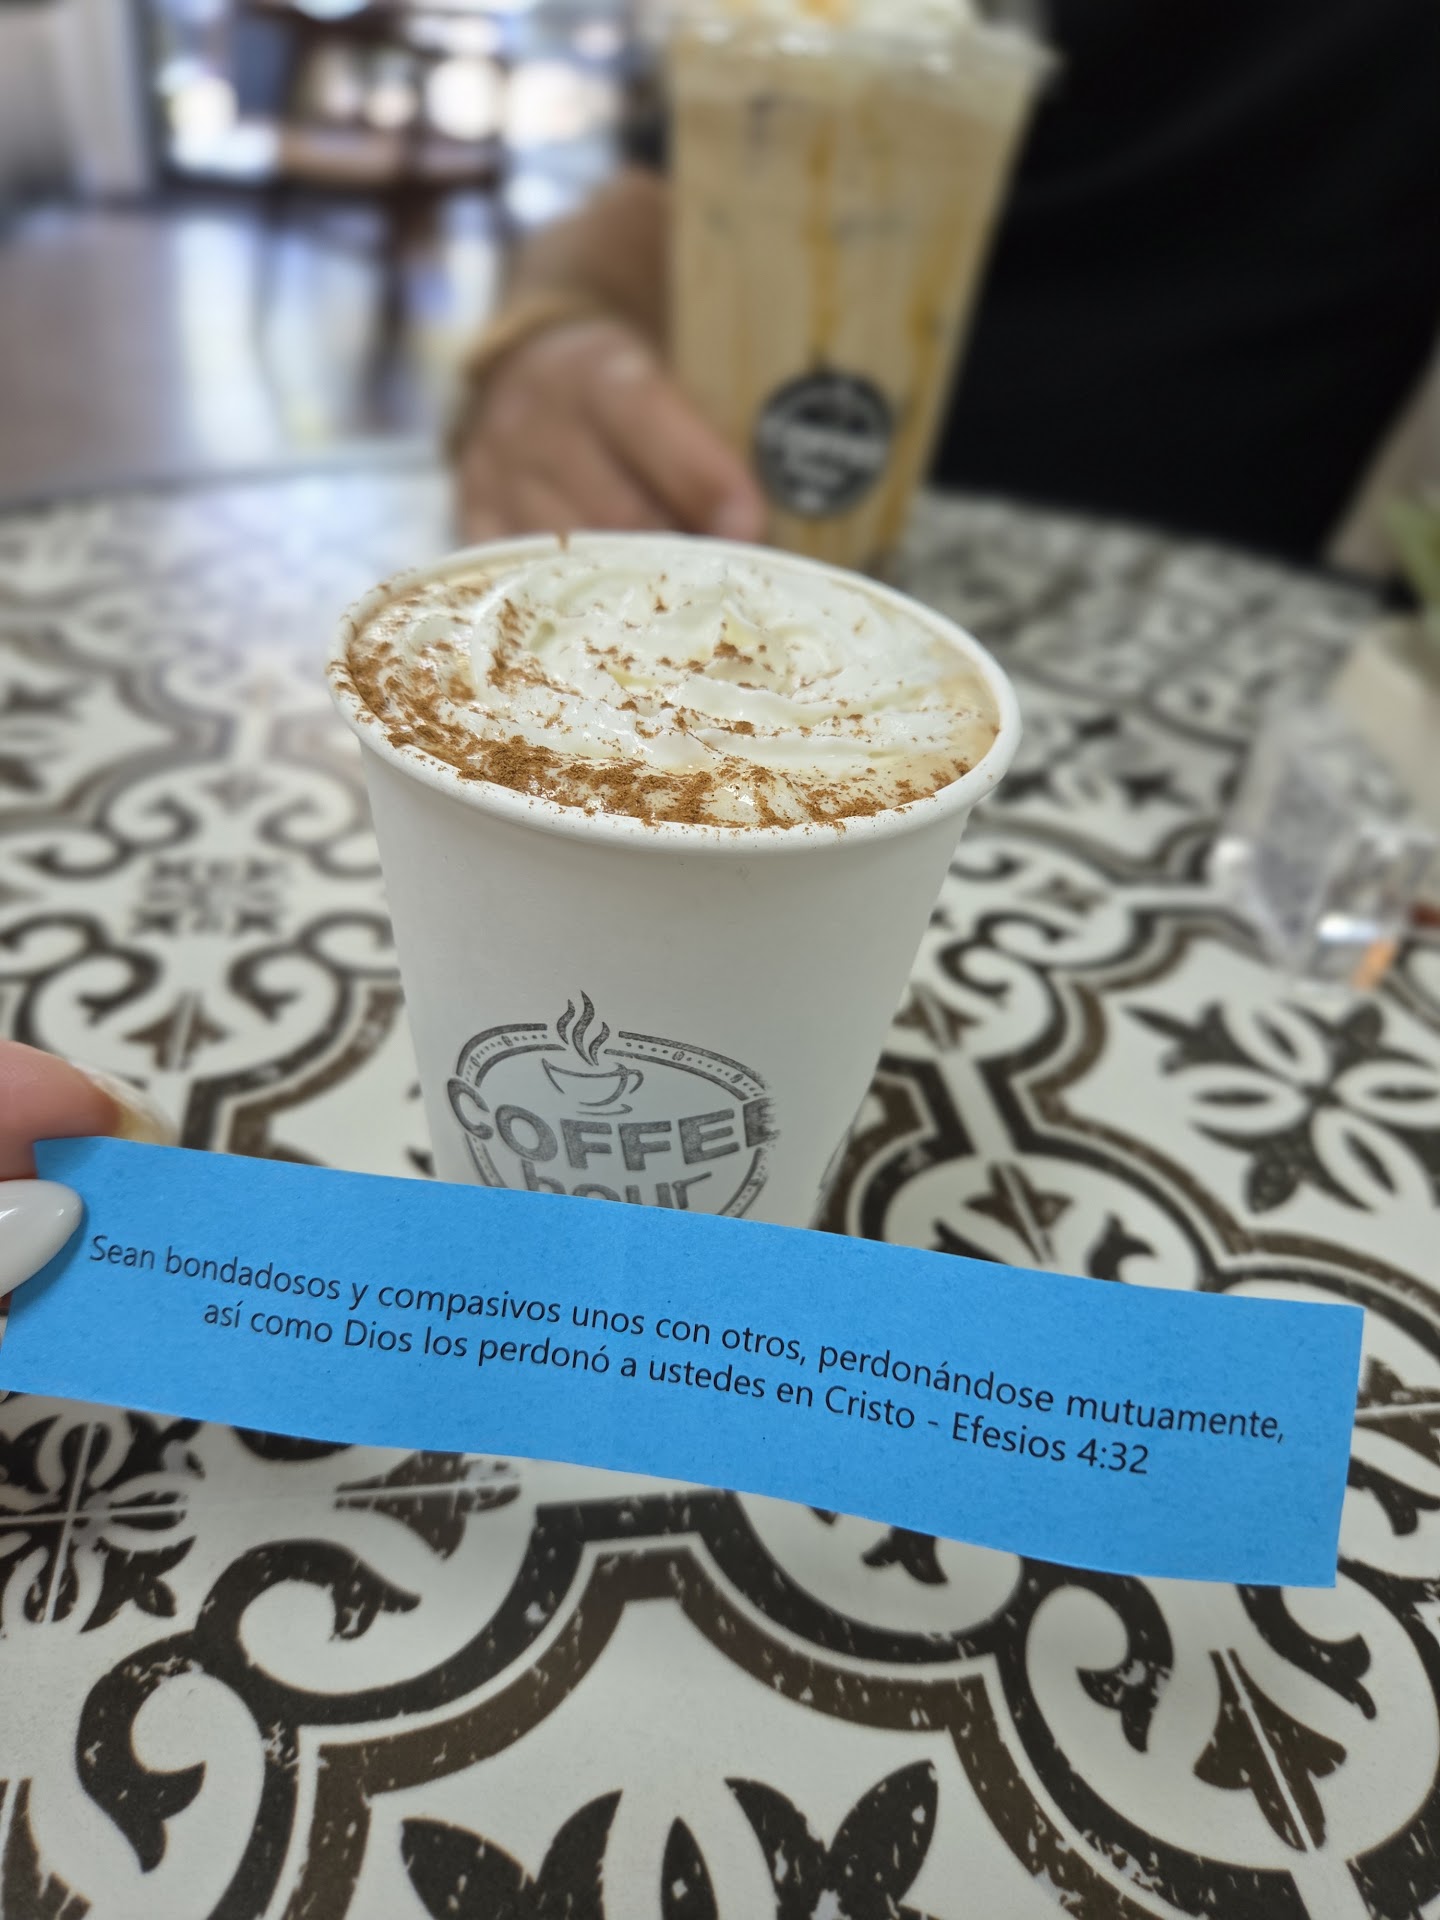 COFFEE
hour
Sean bondadosos y compasivos unos con otros, perdonándose mutuamente,
así como Dios los perdonó a ustedes en Cristo - Efesios 4:32